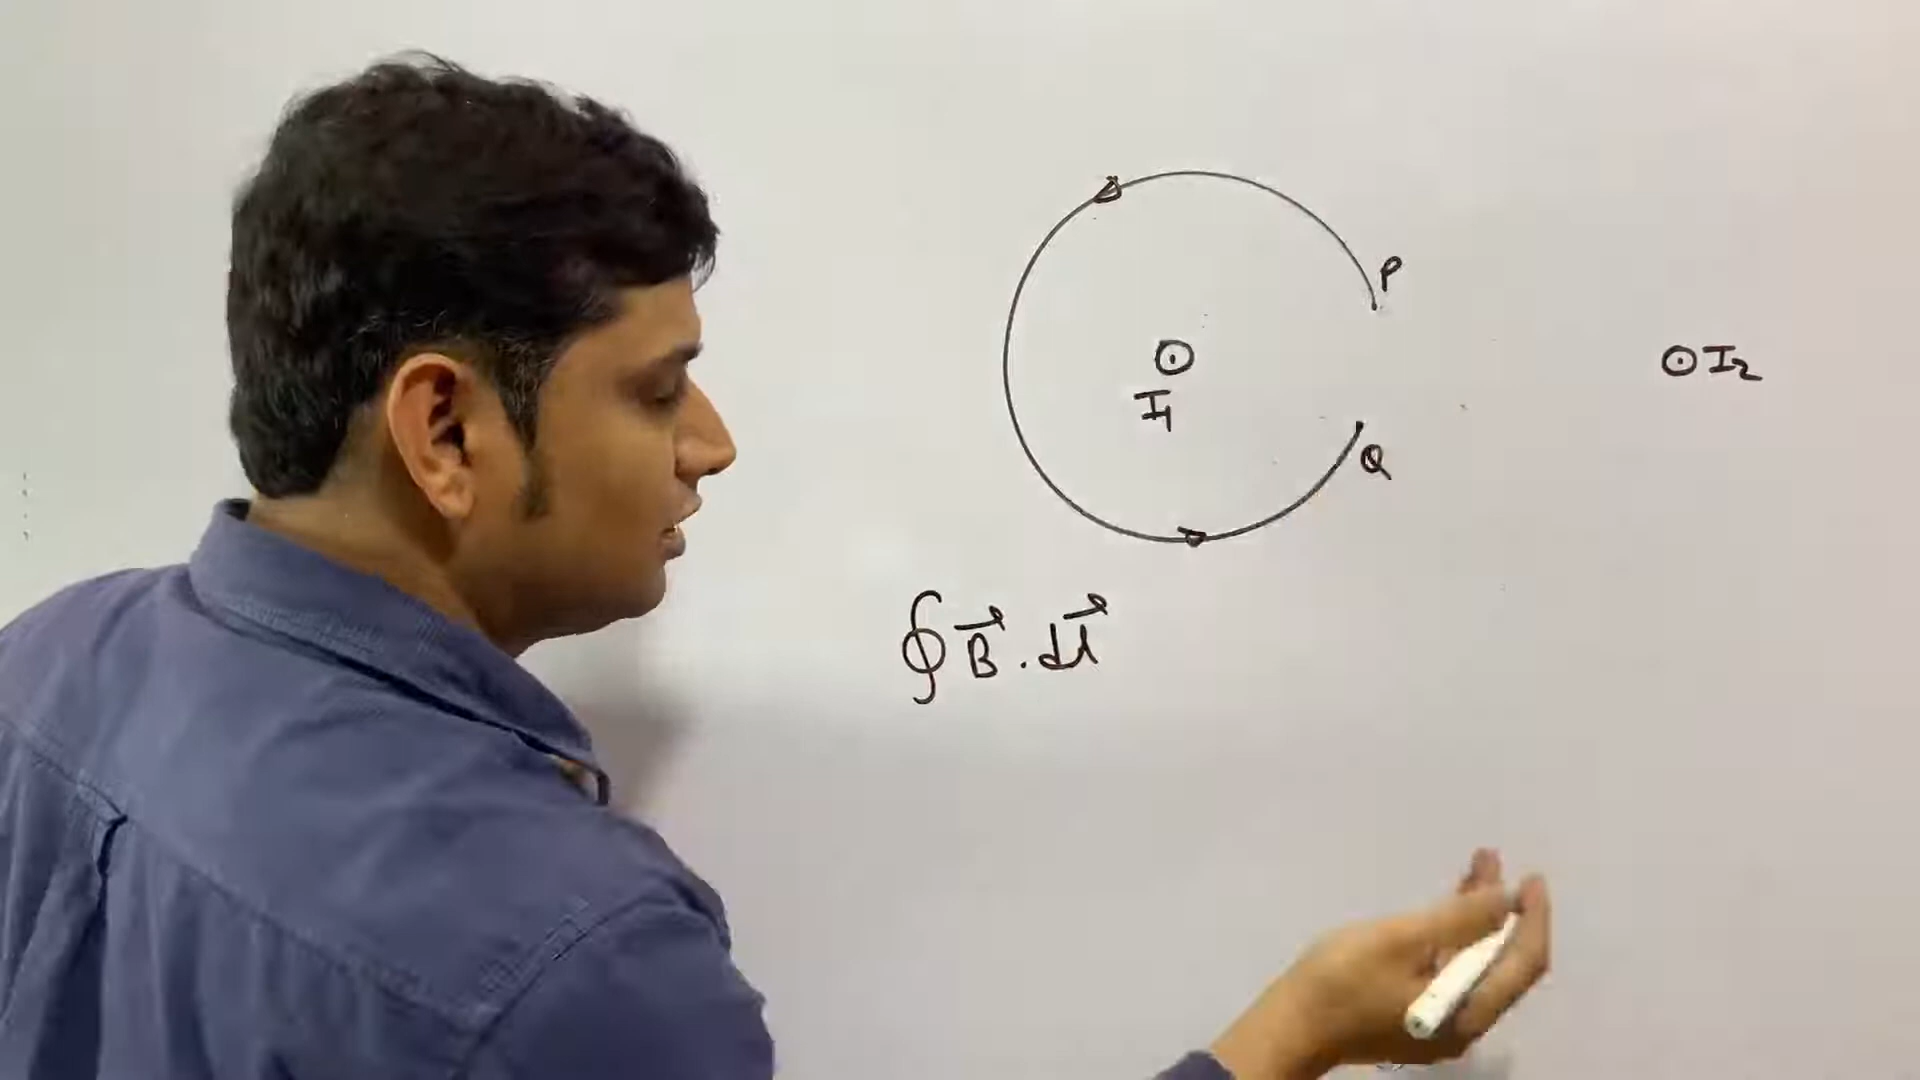 P
I₁
I₂
Q
∮ B⃗ . dl⃗